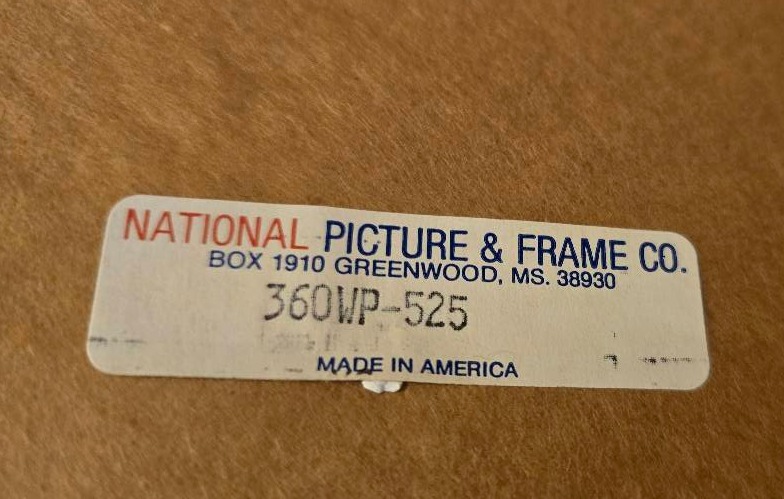 NATIONAL PICTURE & FRAME CO.
BOX 1910 GREENWOOD, MS. 38930
360WP-525
MADE IN AMERICA